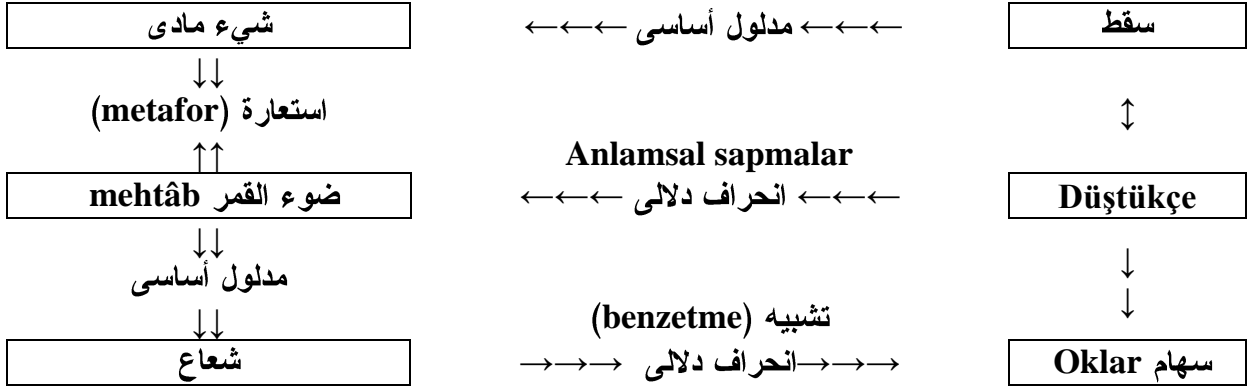 سقط ←←← مدلول أساسى ←←← شيء مادى
↕ ↓↓
استعارة (metafor)
↑↑
Anlamsal sapmalar
Düştükçe ←←← انحراف دلالى ←←← ضوء القمر mehtâb
↓ ↓↓
↓ مدلول أساسى
تشبيه (benzetme) ↓↓
سهام Oklar →→→انحراف دلالى →→→ شعاع